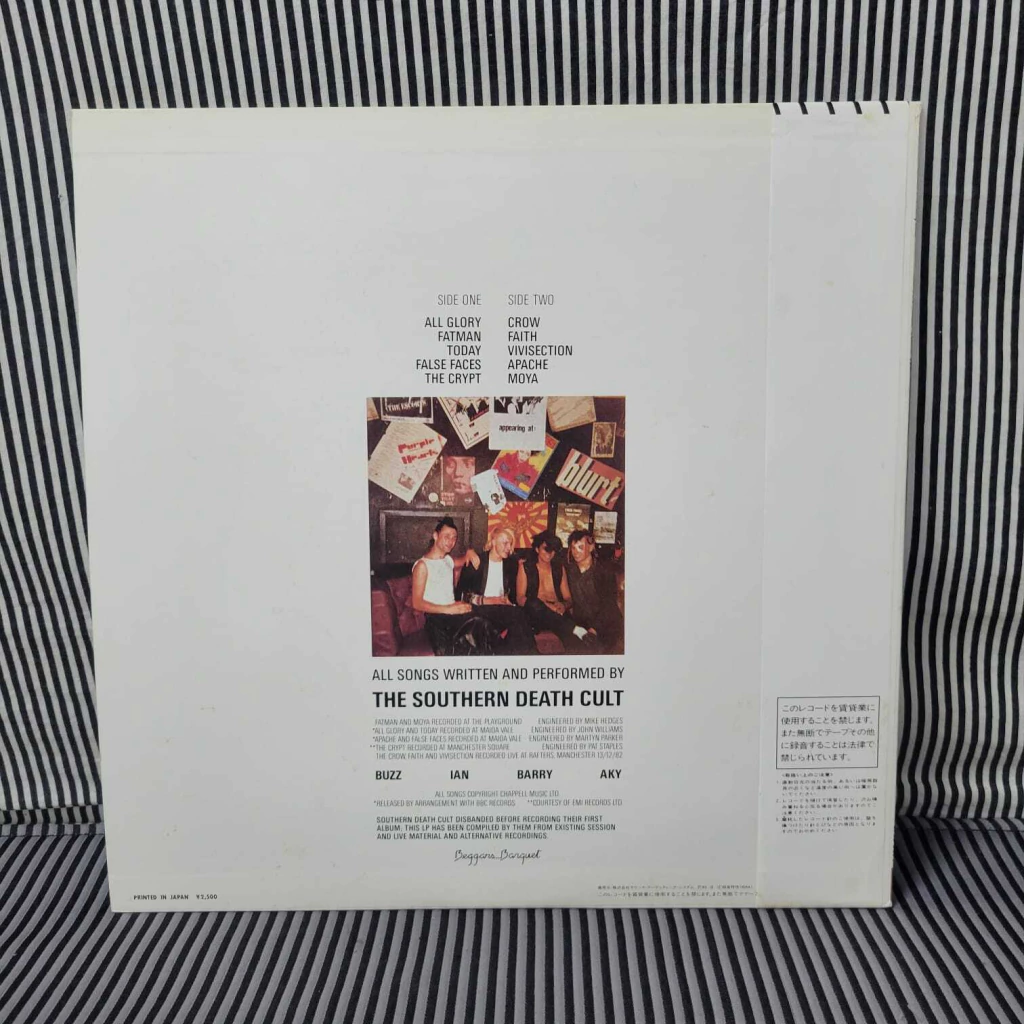 SIDE ONE
ALL GLORY
FATMAN
TODAY
FALSE FACES
THE CRYPT
SIDE TWO
CROW
FAITH
VIVISECTION
APACHE
MOYA
appearing at
Purple
Hearts
blurt
ALL SONGS WRITTEN AND PERFORMED BY
THE SOUTHERN DEATH CULT
FATMAN AND MOYA RECORDED AT THE PLAYGROUND ENGINEERED BY MIKE HEDGES
*ALL GLORY AND TODAY RECORDED AT MAIDA VALE ENGINEERED BY JOHN WILLIAMS
*APACHE AND FALSE FACES RECORDED AT MAIDA VALE ENGINEERED BY MARTYN PARKER
**THE CRYPT RECORDED AT MANCHESTER SQUARE ENGINEERED BY PAT STAPLES
THE CROW FAITH AND VIVISECTION RECORDED LIVE AT RAFTERS, MANCHESTER 13/12/82
BUZZ IAN BARRY AKY
ALL SONGS COPYRIGHT CHAPPELL MUSIC LTD.
*RELEASED BY ARRANGEMENT WITH BBC RECORDS **COURTESY OF EMI RECORDS LTD
SOUTHERN DEATH CULT DISBANDED BEFORE RECORDING THEIR FIRST
ALBUM; THIS LP HAS BEEN COMPILED BY THEM FROM EXISTING SESSION
AND LIVE MATERIAL AND ALTERNATIVE RECORDINGS.
Beggars Banquet
PRINTED IN JAPAN ¥2,500
このレコードを賃貸業に
使用することを禁じます。
また無断でテープその他
に録音することは法律で
禁じられています。